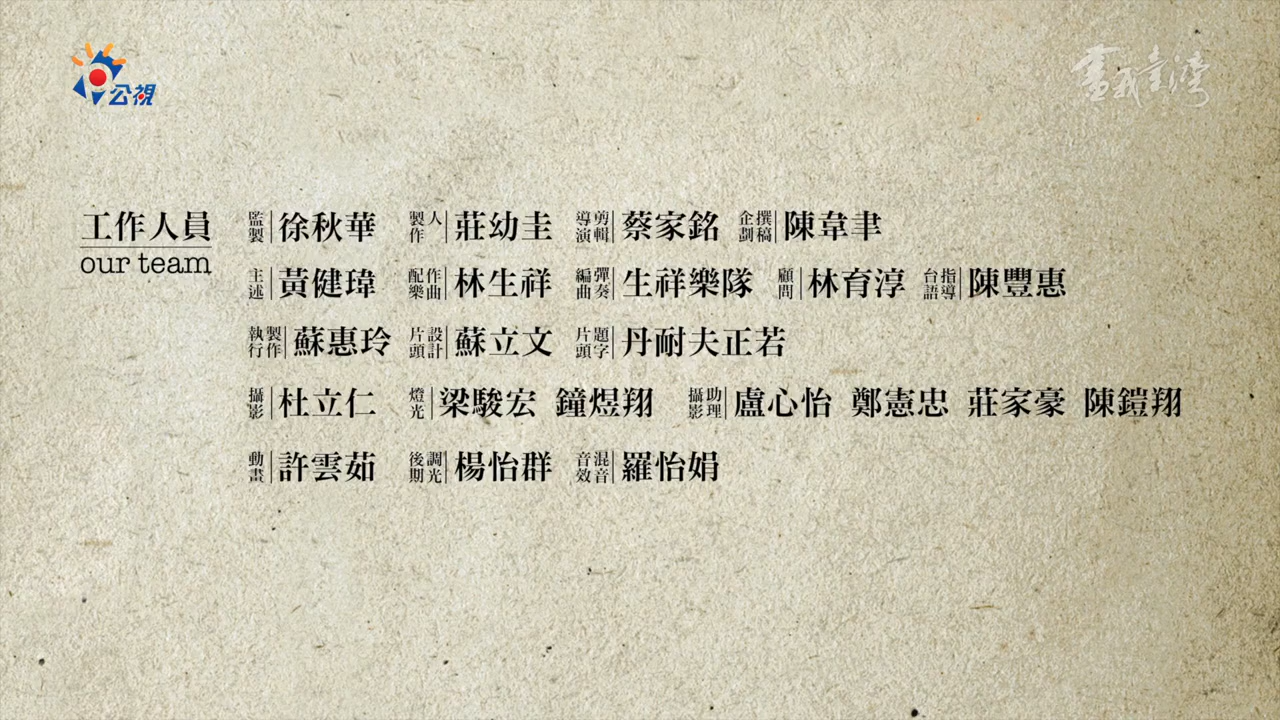 公視
畫我臺灣
工作人員
our team
監製 徐秋華 製作人 莊幼圭 導演 剪輯 蔡家銘 企劃 撰稿 陳韋聿
主述 黃健瑋 配樂 作曲 林生祥 編曲 彈奏 生祥樂隊 顧問 林育淳 台語 指導 陳豐惠
執行 製作 蘇惠玲 片頭 設計 蘇立文 片頭 題字 丹耐夫正若
攝影 杜立仁 燈光 梁駿宏 鐘煜翔 攝影 助理 盧心怡 鄭憲忠 莊家豪 陳鎧翔
動畫 許雲茹 後期 調光 楊怡群 音效 混音 羅怡娟